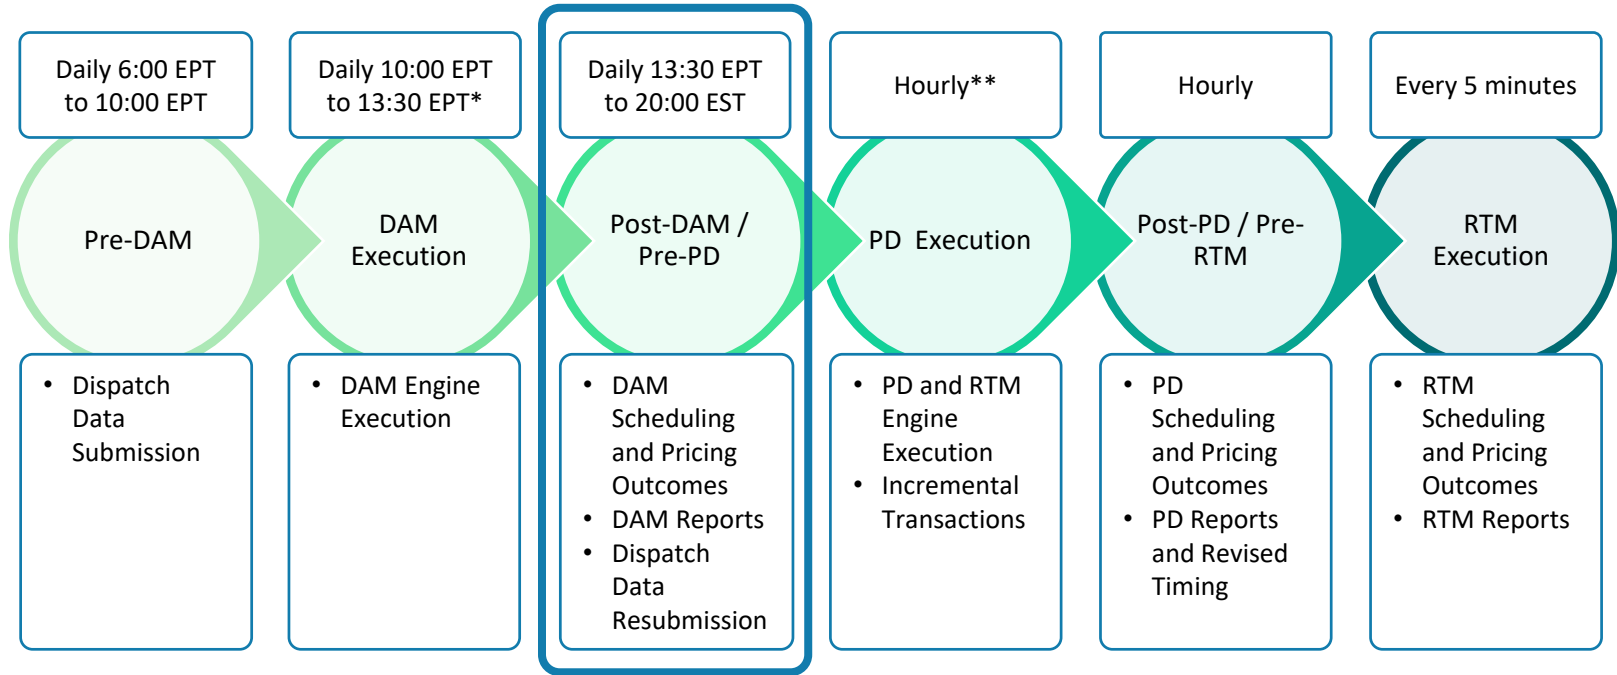 Daily 6:00 EPT
to 10:00 EPT
Daily 10:00 EPT
to 13:30 EPT*
Daily 13:30 EPT
to 20:00 EST
Hourly**
Hourly
Every 5 minutes
Pre-DAM
DAM
Execution
Post-DAM /
Pre-PD
PD Execution
Post-PD / Pre-
RTM
RTM
Execution
• Dispatch
Data
Submission
• DAM Engine
Execution
• DAM
Scheduling
and Pricing
Outcomes
• DAM Reports
• Dispatch
Data
Resubmission
• PD and RTM
Engine
Execution
• Incremental
Transactions
• PD
Scheduling
and Pricing
Outcomes
• PD Reports
and Revised
Timing
• RTM
Scheduling
and Pricing
Outcomes
• RTM Reports